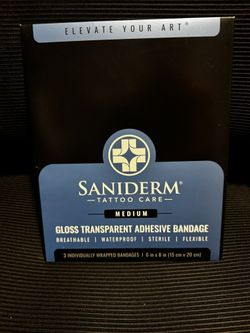 ELEVATE YOUR ART®
SANIDERM®
TATTOO CARE
MEDIUM
GLOSS TRANSPARENT ADHESIVE BANDAGE
BREATHABLE | WATERPROOF | STERILE | FLEXIBLE
3 INDIVIDUALLY WRAPPED BANDAGES | 6 in x 8 in (15 cm x 20 cm)